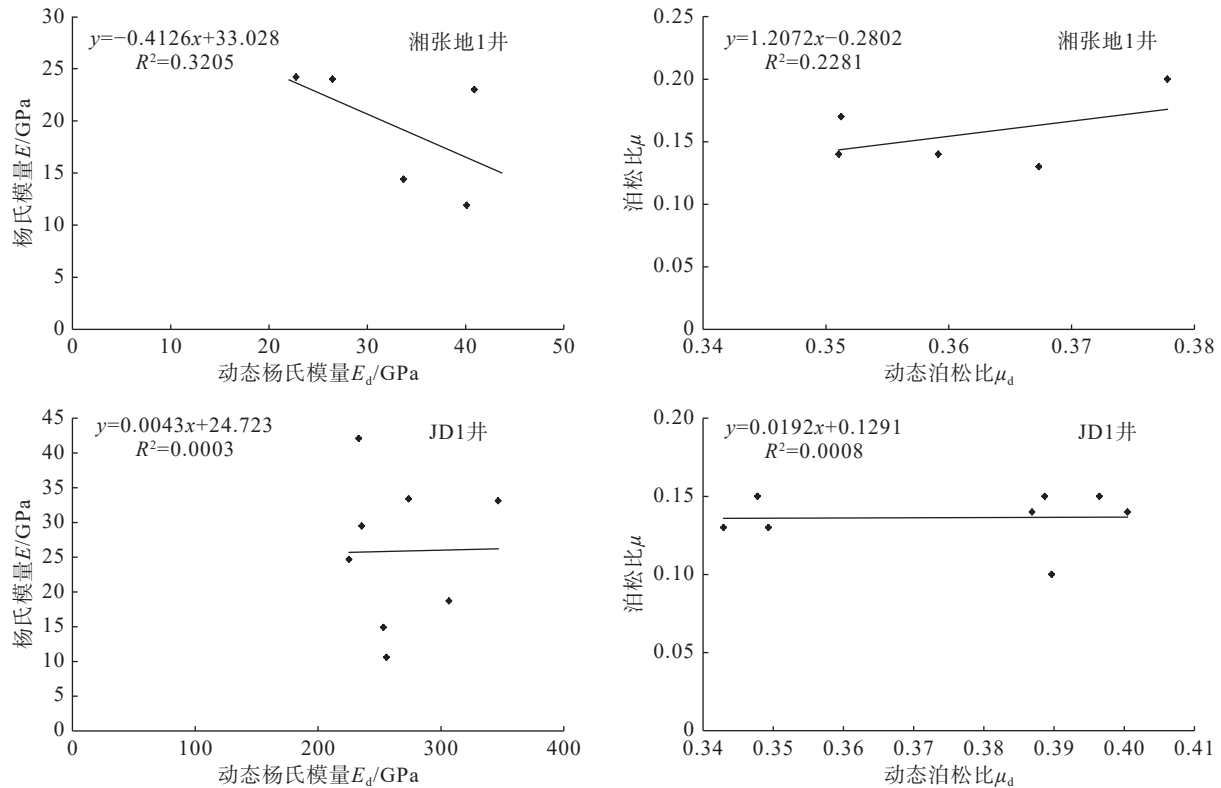 y=−0.4126x+33.028
R²=0.3205
湘张地1井
25
20
15
10
5
0
杨氏模量E/GPa
0 10 20 30 40 50
动态杨氏模量E_d/GPa
y=1.2072x−0.2802
R²=0.2281
湘张地1井
0.25
0.20
0.15
0.10
0.05
0
泊松比μ
0.34 0.35 0.36 0.37 0.38
动态泊松比μ_d
y=0.0043x+24.723
R²=0.0003
JD1井
45
40
35
30
25
20
15
10
5
0
杨氏模量E/GPa
0 100 200 300 400
动态杨氏模量E_d/GPa
y=0.0192x+0.1291
R²=0.0008
JD1井
0.20
0.15
0.10
0.05
0
泊松比μ
0.34 0.35 0.36 0.37 0.38 0.39 0.40 0.41
动态泊松比μ_d